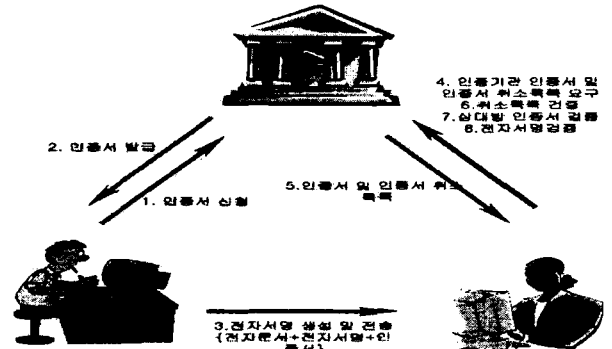 4. 인증기관 인증서 및
인증서 취소목록 요구
6.취소목록 검증
7.상대방 인증서 검증
8.전자서명검증
2. 인증서 발급
1. 인증서 신청
5.인증서 및 인증서 취소
목록
3.전자서명 생성 및 전송
{전자문서+전자서명+인
증서}